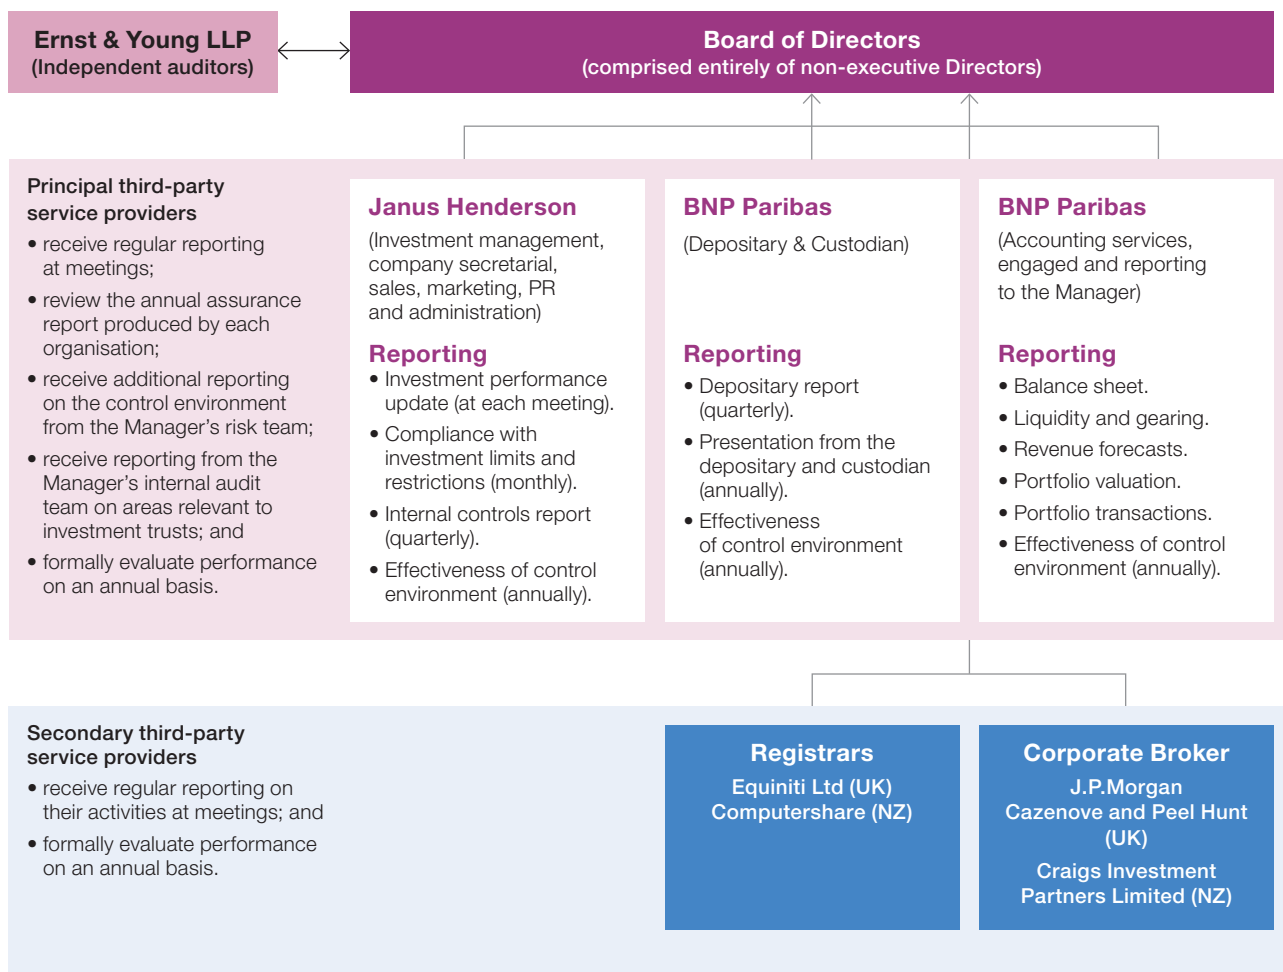 Ernst & Young LLP
(Independent auditors)
Board of Directors
(comprised entirely of non-executive Directors)
Principal third-party
service providers
• receive regular reporting
at meetings;
• review the annual assurance
report produced by each
organisation;
• receive additional reporting
on the control environment
from the Manager’s risk team;
• receive reporting from the
Manager’s internal audit
team on areas relevant to
investment trusts; and
• formally evaluate performance
on an annual basis.
Janus Henderson
(Investment management,
company secretarial,
sales, marketing, PR
and administration)
Reporting
• Investment performance
update (at each meeting).
• Compliance with
investment limits and
restrictions (monthly).
• Internal controls report
(quarterly).
• Effectiveness of control
environment (annually).
BNP Paribas
(Depositary & Custodian)
Reporting
• Depositary report
(quarterly).
• Presentation from the
depositary and custodian
(annually).
• Effectiveness
of control environment
(annually).
BNP Paribas
(Accounting services,
engaged and reporting
to the Manager)
Reporting
• Balance sheet.
• Liquidity and gearing.
• Revenue forecasts.
• Portfolio valuation.
• Portfolio transactions.
• Effectiveness of control
environment (annually).
Secondary third-party
service providers
• receive regular reporting on
their activities at meetings; and
• formally evaluate performance
on an annual basis.
Registrars
Equiniti Ltd (UK)
Computershare (NZ)
Corporate Broker
J.P.Morgan
Cazenove and Peel Hunt
(UK)
Craigs Investment
Partners Limited (NZ)